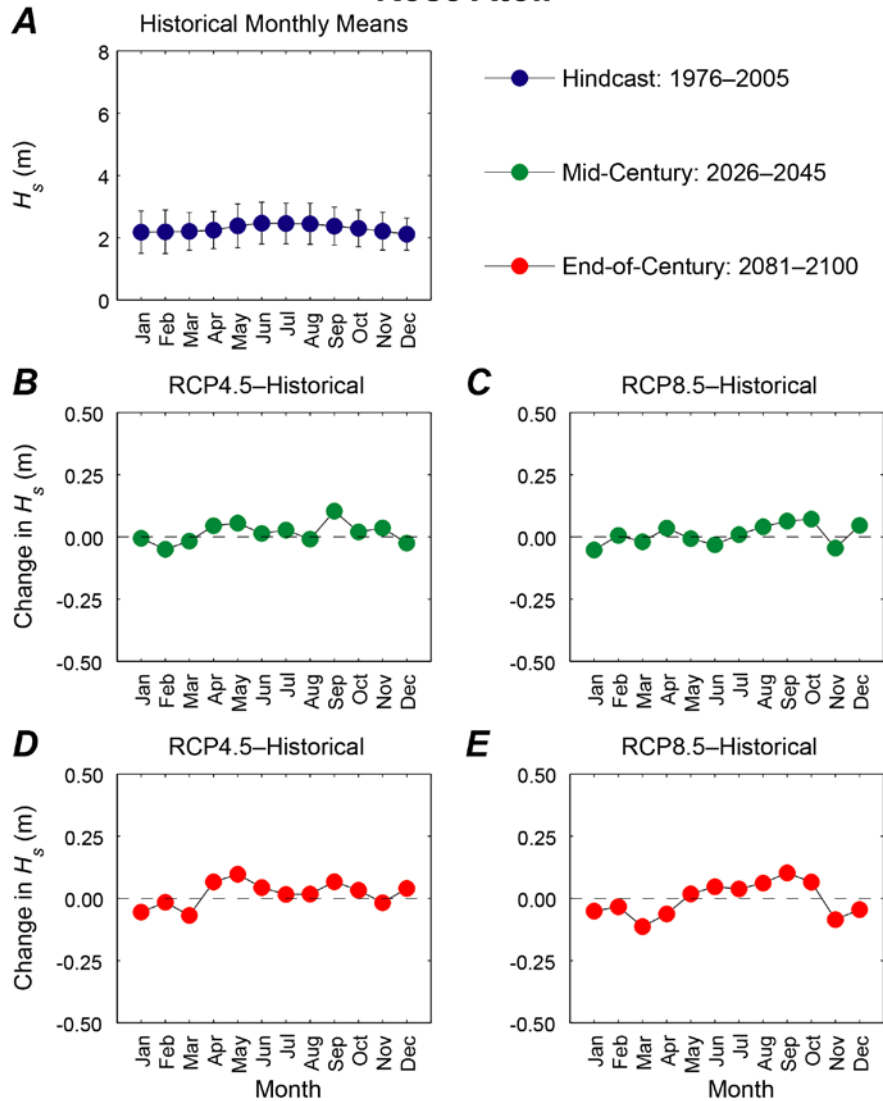 A
Historical Monthly Means
8
6
4
2
0
H_s (m)
Jan Feb Mar Apr May Jun Jul Aug Sep Oct Nov Dec
Hindcast: 1976–2005
Mid-Century: 2026–2045
End-of-Century: 2081–2100
B
RCP4.5–Historical
0.50
0.25
0.00
-0.25
-0.50
Change in H_s (m)
Jan Feb Mar Apr May Jun Jul Aug Sep Oct Nov Dec
C
RCP8.5–Historical
0.50
0.25
0.00
-0.25
-0.50
Jan Feb Mar Apr May Jun Jul Aug Sep Oct Nov Dec
D
RCP4.5–Historical
0.50
0.25
0.00
-0.25
-0.50
Change in H_s (m)
Jan Feb Mar Apr May Jun Jul Aug Sep Oct Nov Dec
Month
E
RCP8.5–Historical
0.50
0.25
0.00
-0.25
-0.50
Jan Feb Mar Apr May Jun Jul Aug Sep Oct Nov Dec
Month